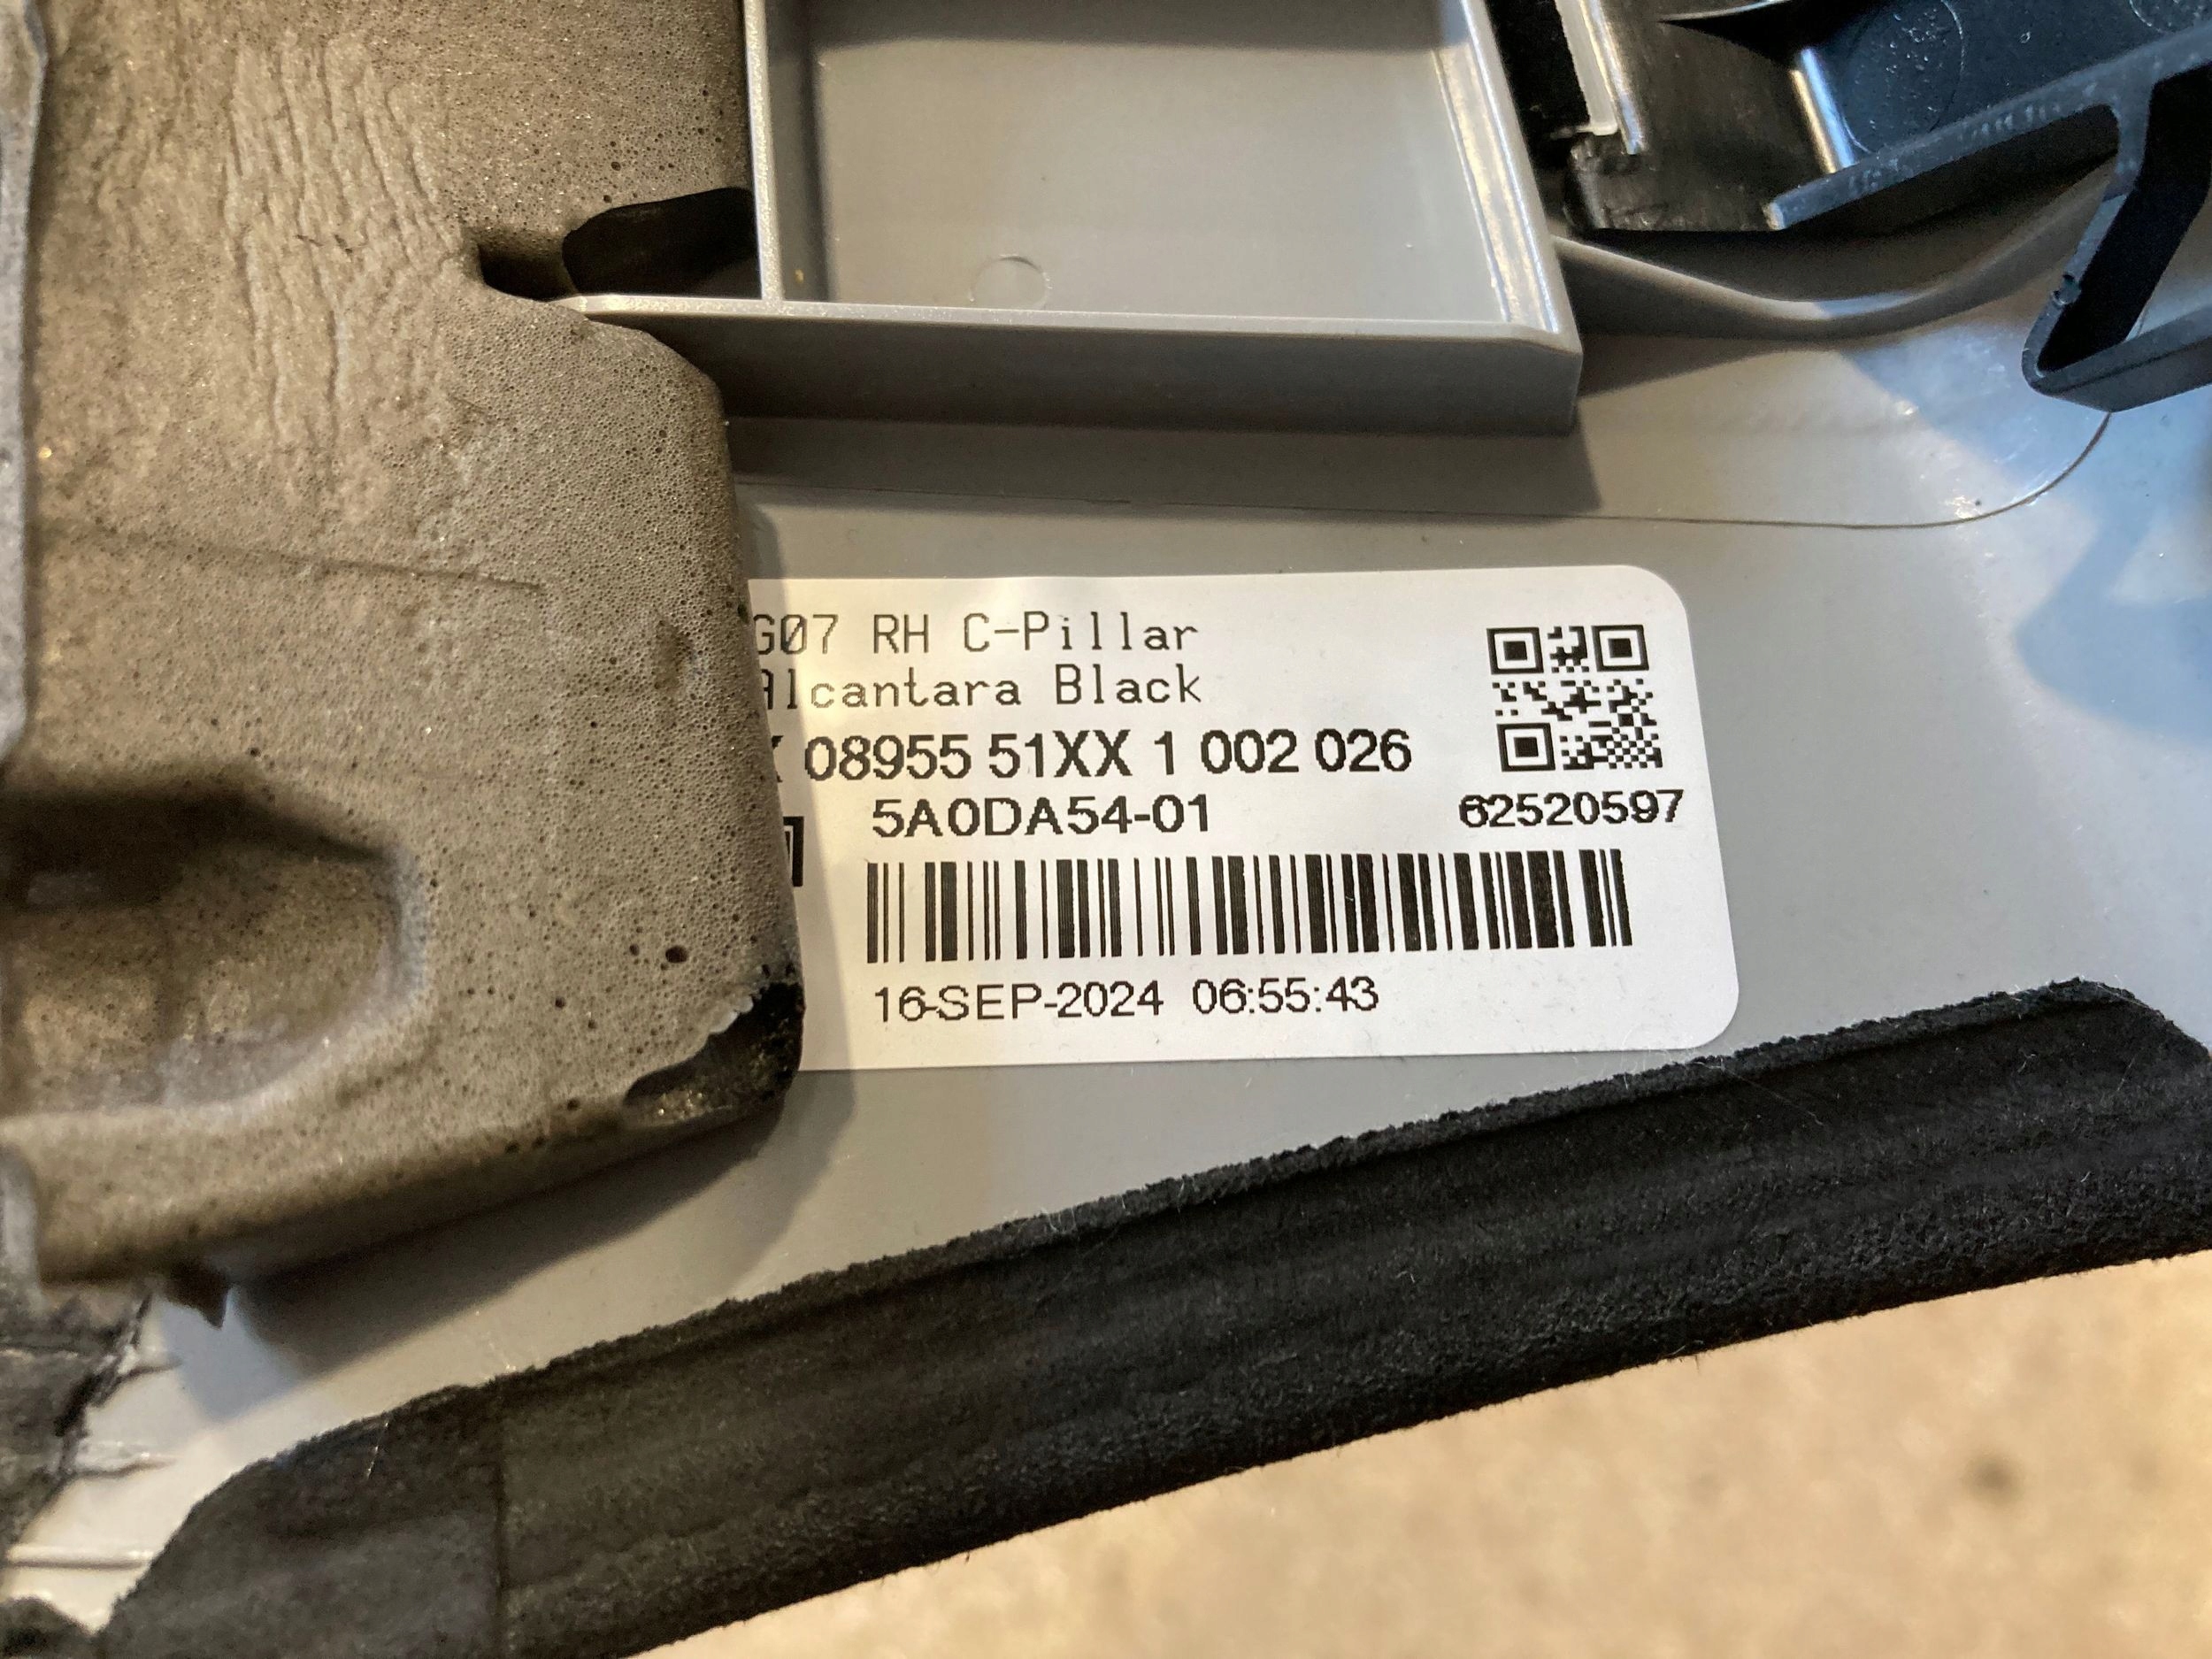 G07 RH C-Pillar
Alcantara Black
08955 51XX 1 002 026
5A0DA54-01
62520597
16-SEP-2024 06:55:43